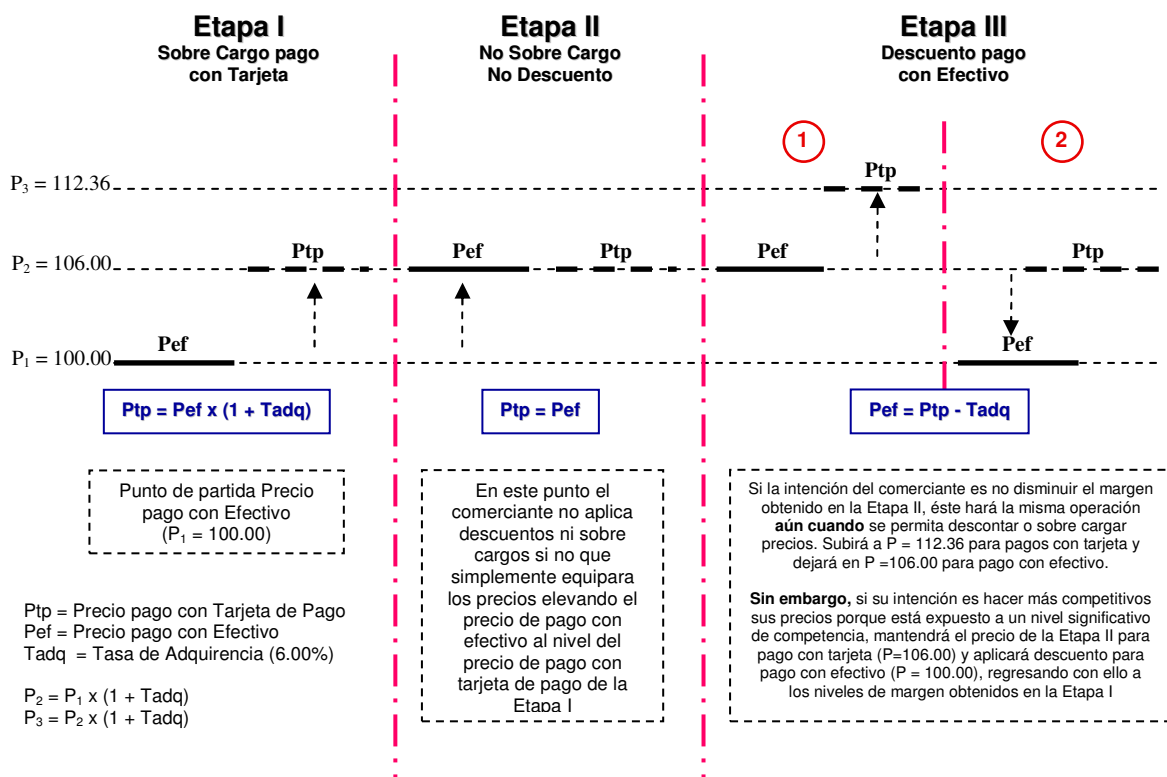 Etapa I
Sobre Cargo pago
con Tarjeta
Etapa II
No Sobre Cargo
No Descuento
Etapa III
Descuento pago
con Efectivo
1
2
P₃ = 112.36
Ptp
P₂ = 106.00
Ptp
Pef
Ptp
Pef
Ptp
P₁ = 100.00
Pef
Pef
Ptp = Pef x (1 + Tadq)
Ptp = Pef
Pef = Ptp - Tadq
Punto de partida Precio
pago con Efectivo
(P₁ = 100.00)
Ptp = Precio pago con Tarjeta de Pago
Pef = Precio pago con Efectivo
Tadq = Tasa de Adquirencia (6.00%)
P₂ = P₁ x (1 + Tadq)
P₃ = P₂ x (1 + Tadq)
En este punto el
comerciante no aplica
descuentos ni sobre
cargos si no que
simplemente equipara
los precios elevando el
precio de pago con
efectivo al nivel del
precio de pago con
tarjeta de pago de la
Etapa I
Si la intención del comerciante es no disminuir el margen
obtenido en la Etapa II, éste hará la misma operación
aún cuando se permita descontar o sobre cargar
precios. Subirá a P = 112.36 para pagos con tarjeta y
dejará en P =106.00 para pago con efectivo.
Sin embargo, si su intención es hacer más competitivos
sus precios porque está expuesto a un nivel significativo
de competencia, mantendrá el precio de la Etapa II para
pago con tarjeta (P=106.00) y aplicará descuento para
pago con efectivo (P = 100.00), regresando con ello a
los niveles de margen obtenidos en la Etapa I